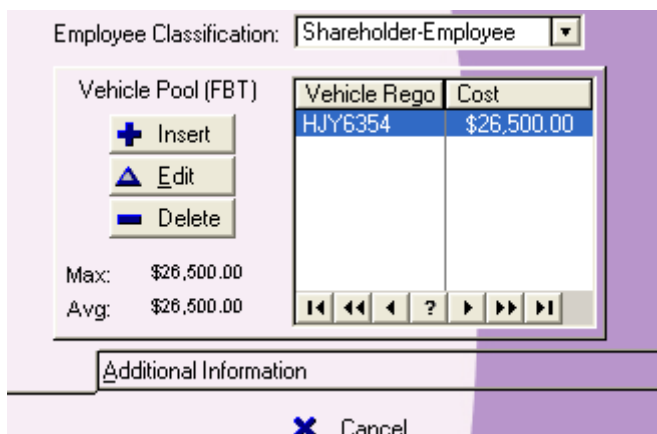 Employee Classification: Shareholder-Employee
Vehicle Pool (FBT)
Vehicle Rego Cost
HJY6354 $26,500.00
Insert
Edit
Delete
Max: $26,500.00
Avg: $26,500.00
?
Additional Information
Cancel